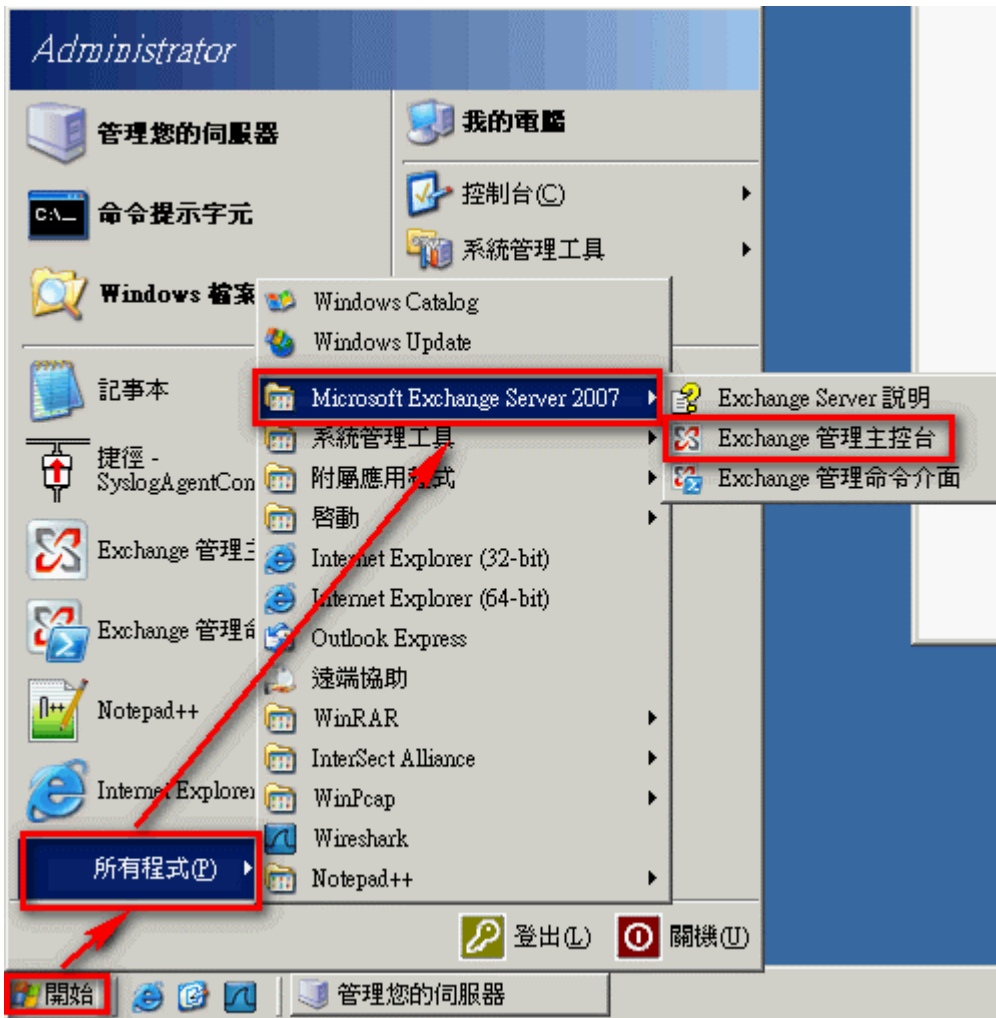 Administrator
管理您的伺服器
命令提示字元
Windows 檔案
記事本
捷徑 -
SyslogAgentCon
Exchange 管理
Exchange 管理
Notepad++
Internet Explorer
所有程式(P)
我的電腦
控制台(C)
系統管理工具
Windows Catalog
Windows Update
Microsoft Exchange Server 2007
系統管理工具
附屬應用程式
啓動
Internet Explorer (32-bit)
Internet Explorer (64-bit)
Outlook Express
遠端協助
WinRAR
InterSect Alliance
WinPcap
Wireshark
Notepad++
Exchange Server 說明
Exchange 管理主控台
Exchange 管理命令介面
登出(L)
關機(U)
開始
管理您的伺服器